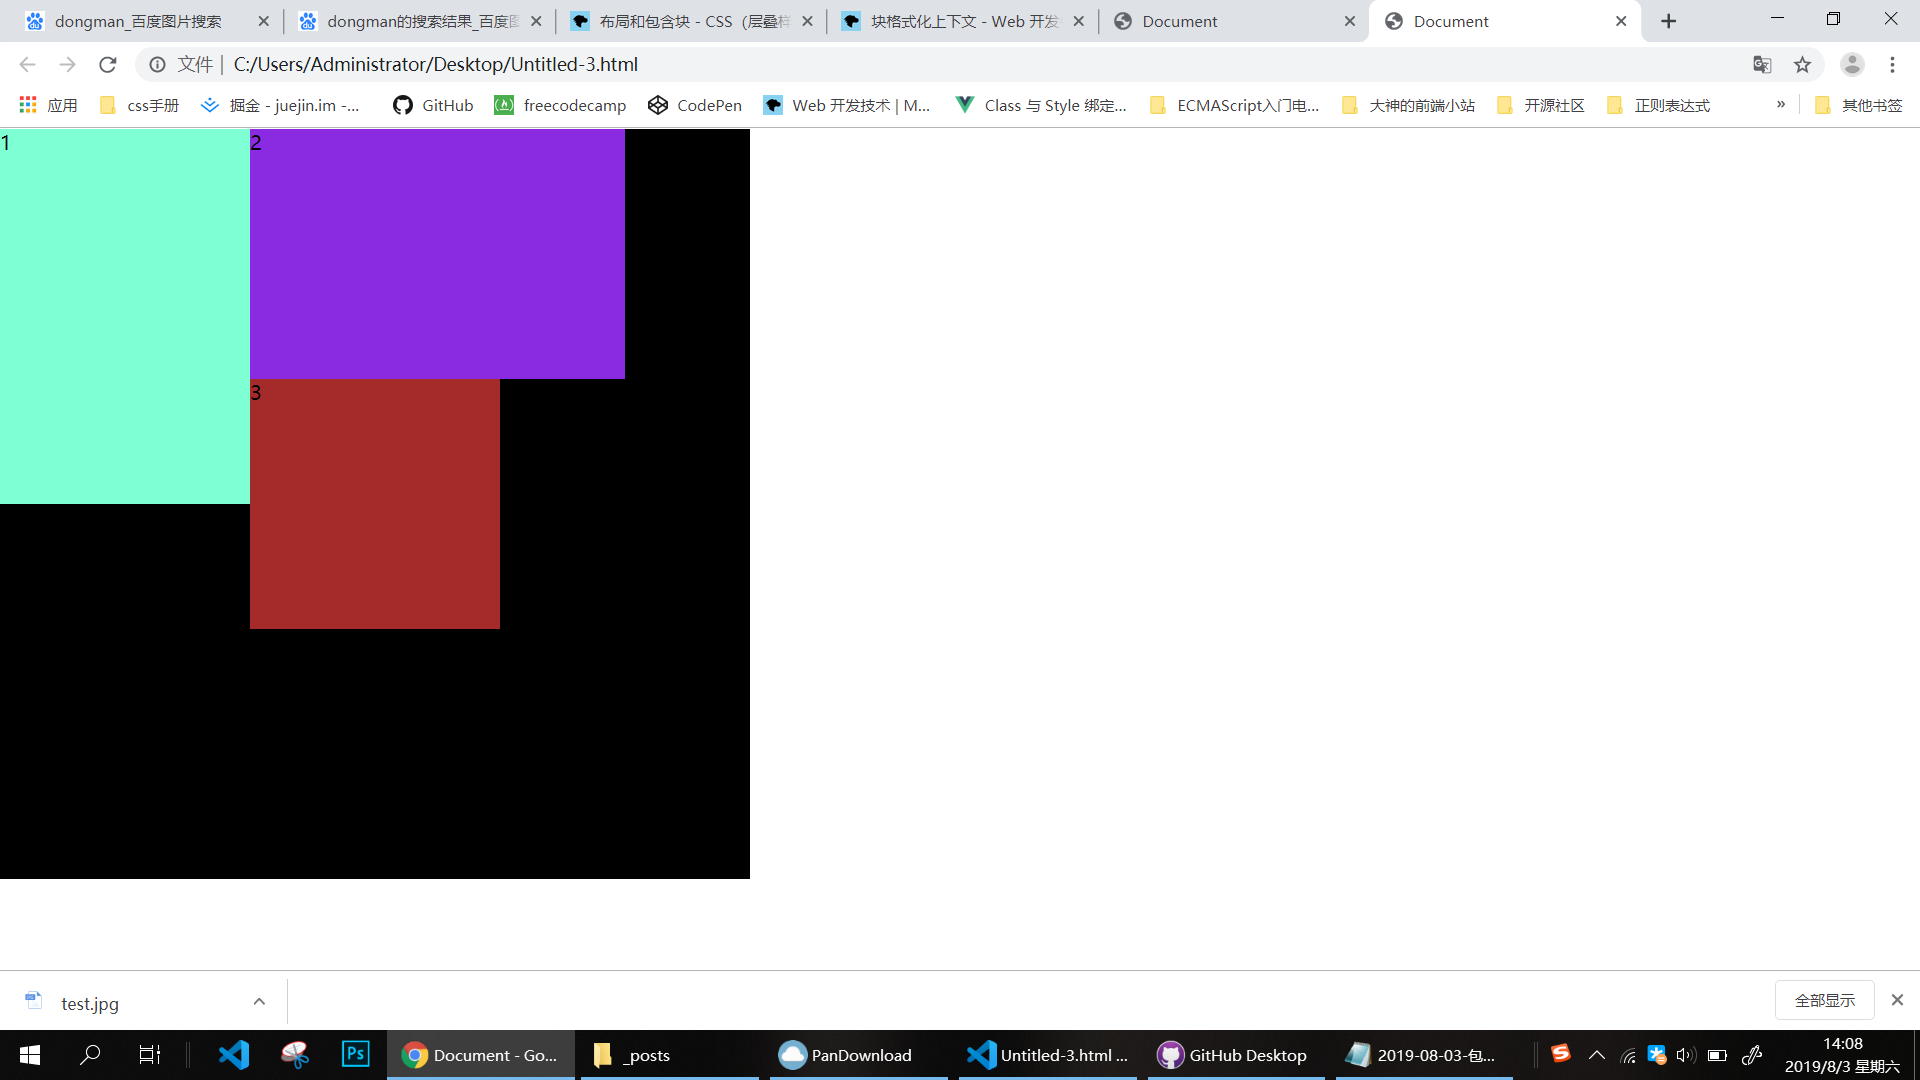 dongman_百度图片搜索
dongman的搜索结果_百度图
布局和包含块 - CSS（层叠样
块格式化上下文 - Web 开发
Document
Document
文件 | C:/Users/Administrator/Desktop/Untitled-3.html
应用
css手册
掘金 - juejin.im -...
GitHub
freecodecamp
CodePen
Web 开发技术 | M...
Class 与 Style 绑定...
ECMAScript入门电...
大神的前端小站
开源社区
正则表达式
»
其他书签
1
2
3
test.jpg
全部显示
Ps
Document - Go...
_posts
PanDownload
Untitled-3.html ...
GitHub Desktop
2019-08-03-包...
14:08
2019/8/3 星期六